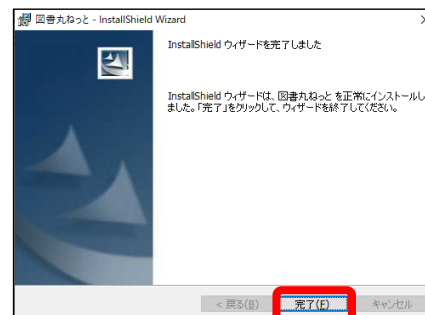 図書丸ねっと - InstallShield Wizard
InstallShield ウィザードを完了しました
InstallShield ウィザードは、図書丸ねっと を正常にインストールし
ました。「完了」をクリックして、ウィザードを終了してください。
< 戻る(B) 完了(F) キャンセル